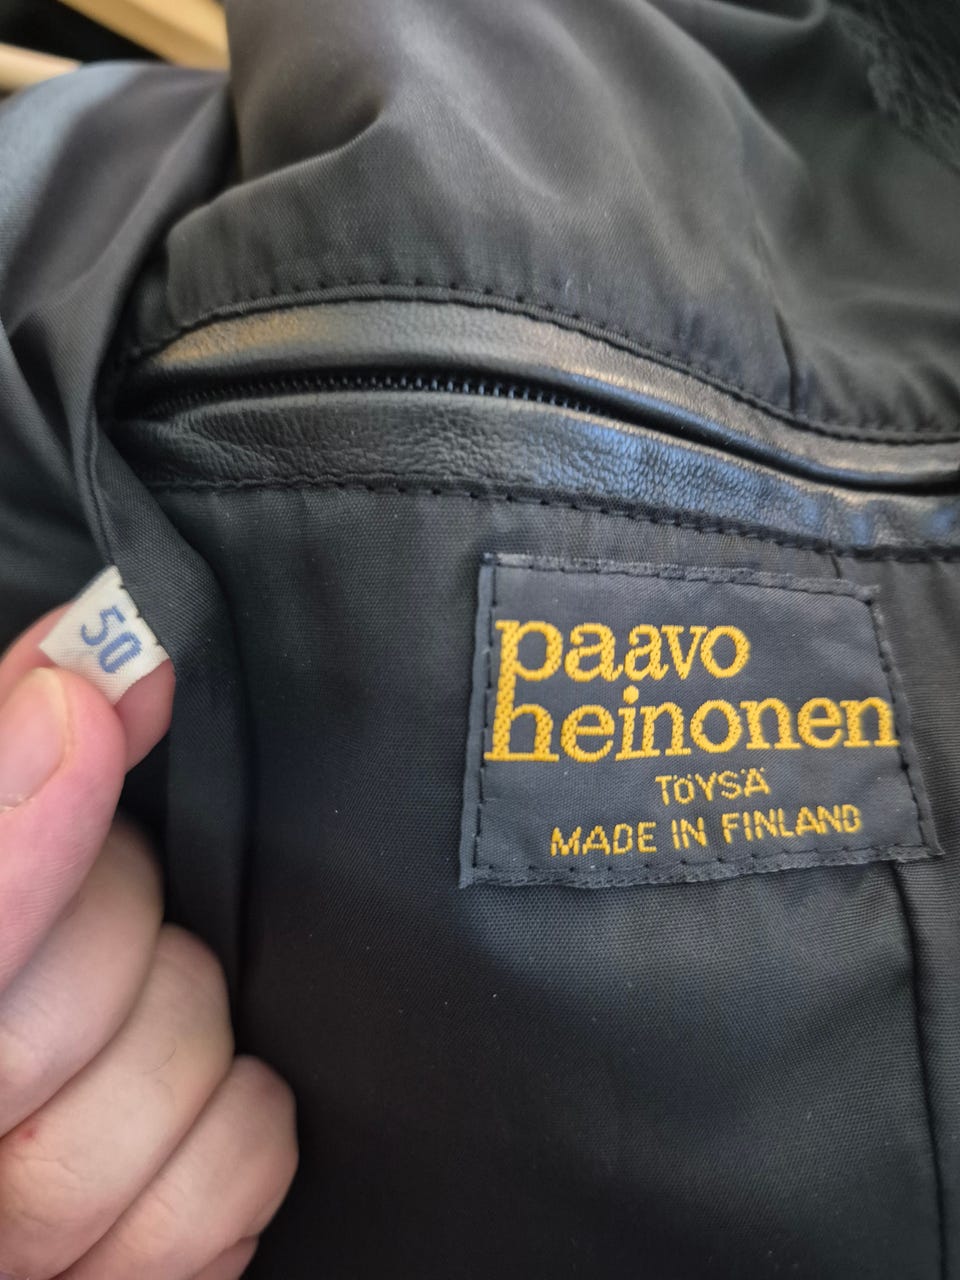 50
paavo
heinonen
TÖYSÄ
MADE IN FINLAND